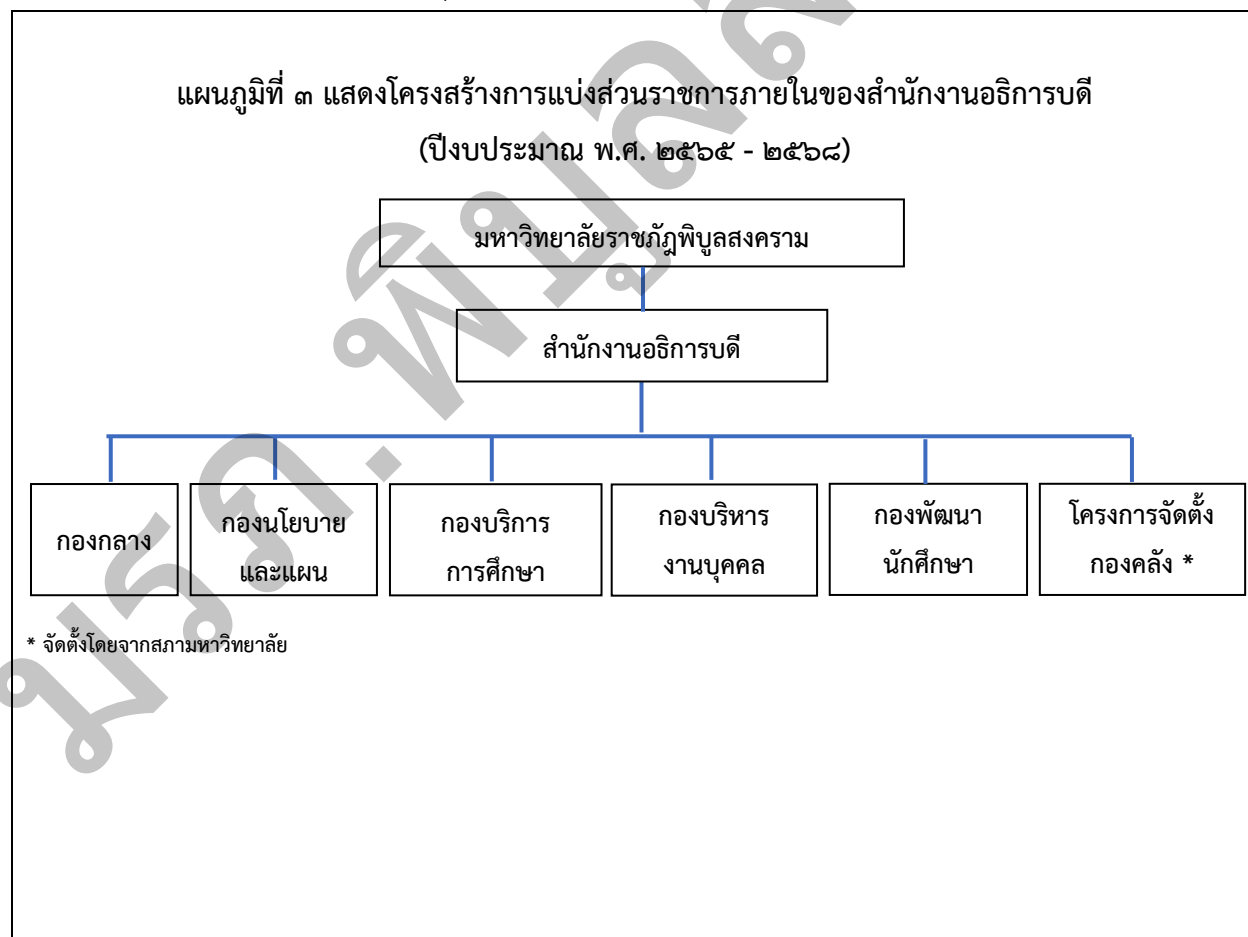 แผนภูมิที่ ๓ แสดงโครงสร้างการแบ่งส่วนราชการภายในของสำนักงานอธิการบดี
(ปีงบประมาณ พ.ศ. ๒๕๖๕ - ๒๕๖๘)
มหาวิทยาลัยราชภัฏพิบูลสงคราม
สำนักงานอธิการบดี
กองกลาง
กองนโยบาย
และแผน
กองบริการ
การศึกษา
กองบริหาร
งานบุคคล
กองพัฒนา
นักศึกษา
โครงการจัดตั้ง
กองคลัง *
* จัดตั้งโดยจากสภามหาวิทยาลัย
มรภ.พิบูล